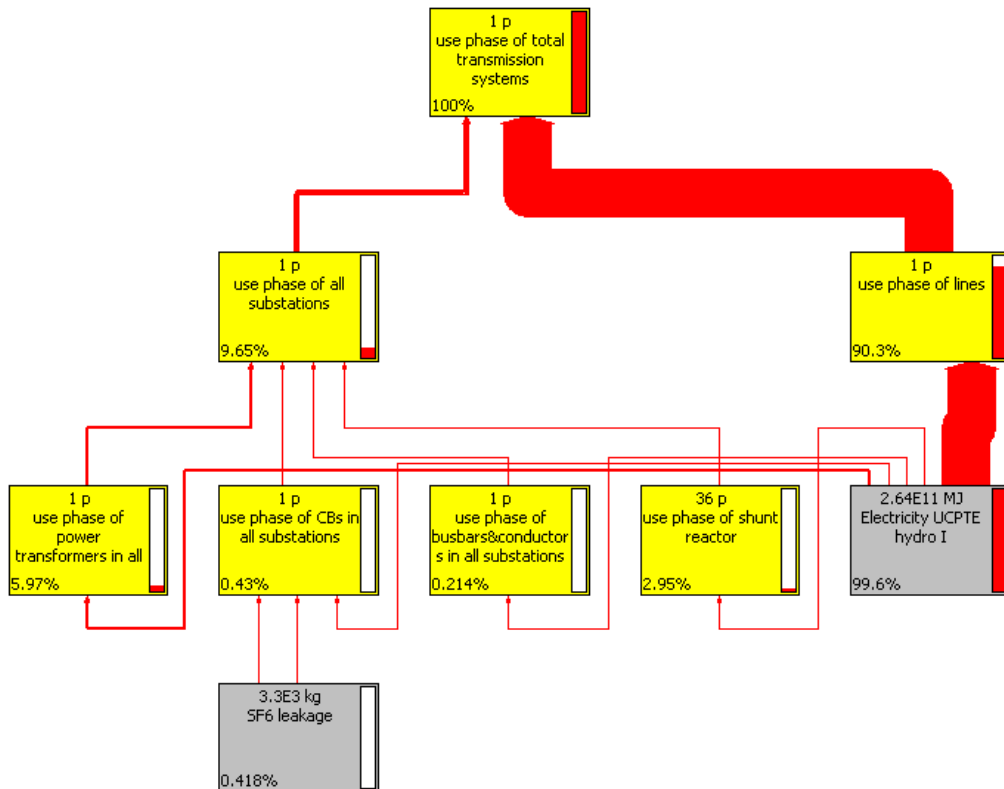 1 p
use phase of total
transmission
systems
100%
1 p
use phase of all
substations
9.65%
1 p
use phase of lines
90.3%
1 p
use phase of
power
transformers in all
5.97%
1 p
use phase of CBs in
all substations
0.43%
1 p
use phase of
busbars&conductor
s in all substations
0.214%
36 p
use phase of shunt
reactor
2.95%
2.64E11 MJ
Electricity UCPTE
hydro I
99.6%
3.3E3 kg
SF6 leakage
0.418%